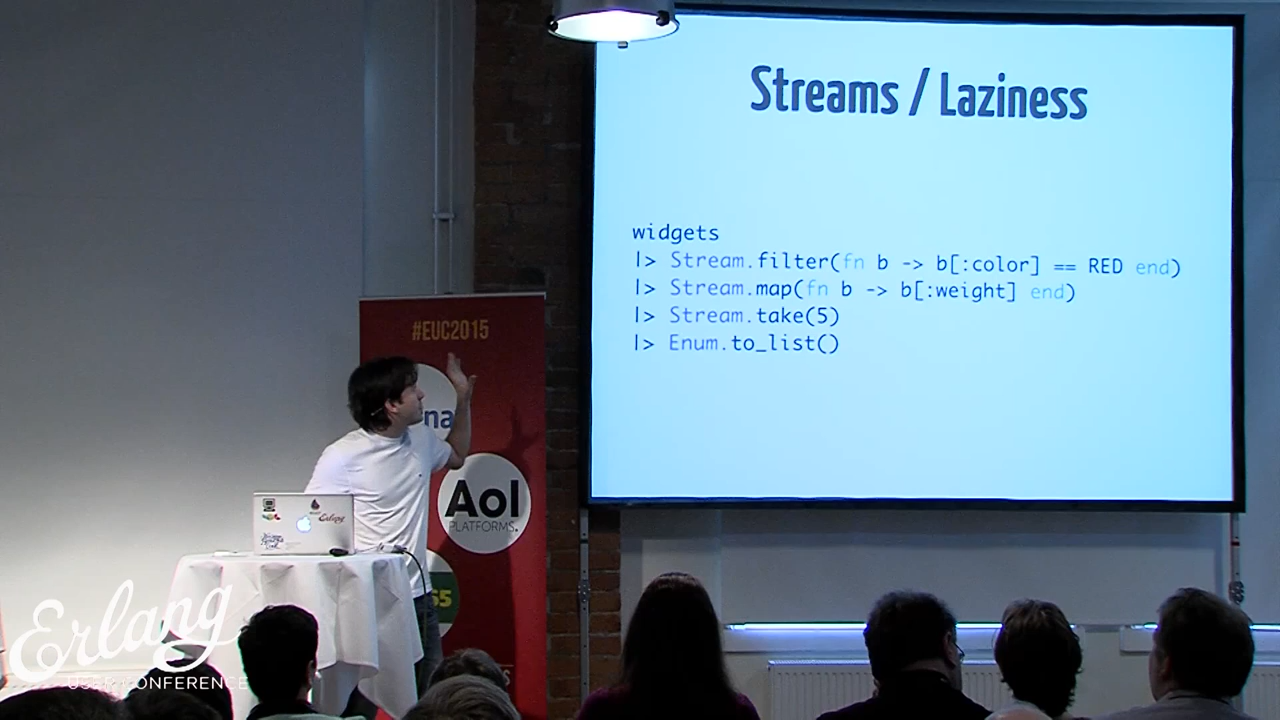 Streams / Laziness
widgets
|> Stream.filter(fn b -> b[:color] == RED end)
|> Stream.map(fn b -> b[:weight] end)
|> Stream.take(5)
|> Enum.to_list()
#EUC2015
Aol
PLATFORMS.
Erlang
Erlang
USER CONFERENCE